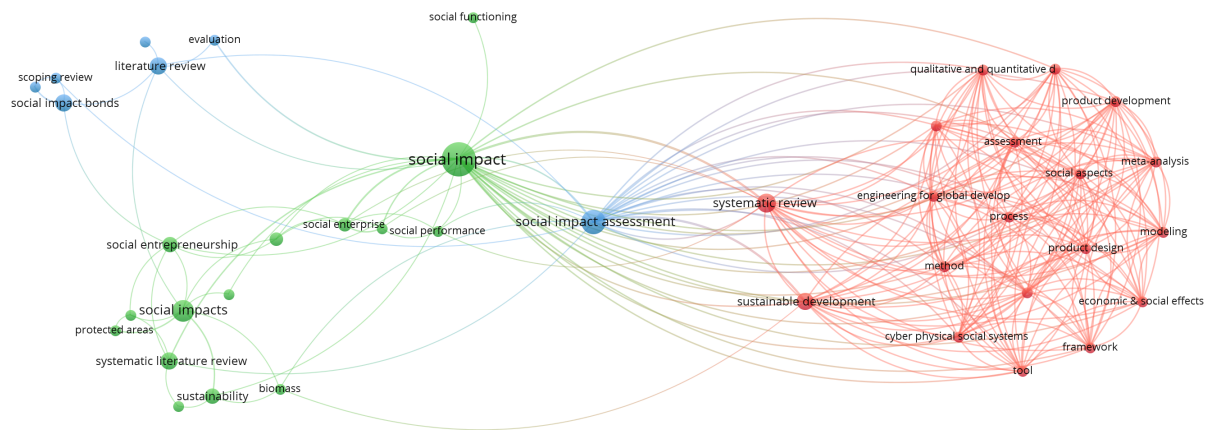 social functioning
evaluation
literature review
scoping review
social impact bonds
qualitative and quantitative d
product development
assessment
meta-analysis
social impact
social aspects
engineering for global develop
systematic review
process
social enterprise
social impact assessment
social performance
modeling
social entrepreneurship
product design
method
sustainable development
economic & social effects
social impacts
protected areas
cyber physical social systems
framework
systematic literature review
tool
biomass
sustainability